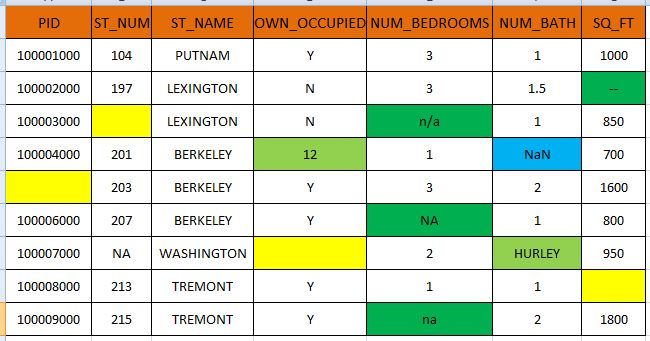 PID ST_NUM ST_NAME OWN_OCCUPIED NUM_BEDROOMS NUM_BATH SQ_FT
100001000 104 PUTNAM Y 3 1 1000
100002000 197 LEXINGTON N 3 1.5 --
100003000 LEXINGTON N n/a 1 850
100004000 201 BERKELEY 12 1 NaN 700
203 BERKELEY Y 3 2 1600
100006000 207 BERKELEY Y NA 1 800
100007000 NA WASHINGTON 2 HURLEY 950
100008000 213 TREMONT Y 1 1
100009000 215 TREMONT Y na 2 1800